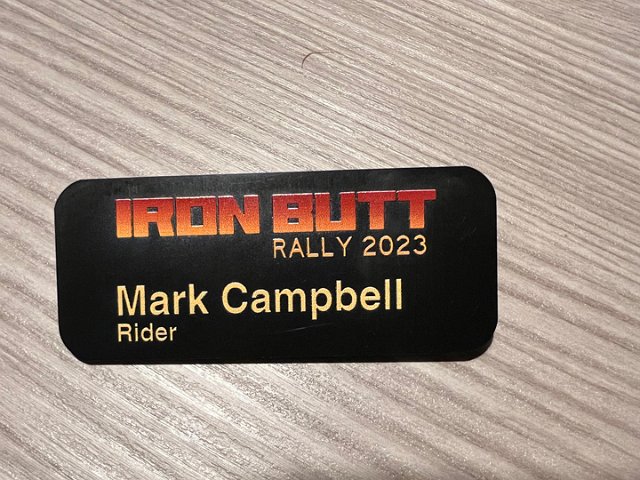 IRON BUTT
RALLY 2023
Mark Campbell
Rider